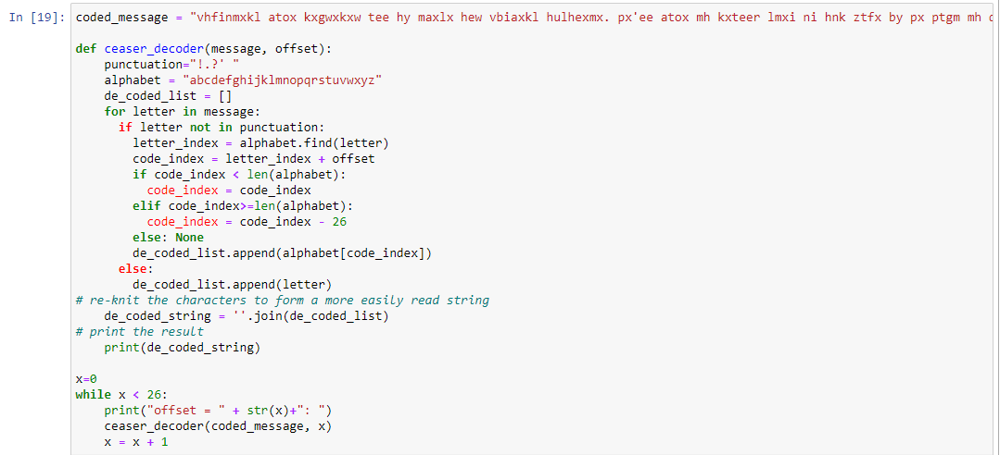 In [19]: coded_message = "vhfinmxkl atox kxgwxkxw tee hy maxlx hew vbiaxkl hulhexmx. px'ee atox mh kxteer lmxi ni hnk ztfx by px ptgm mh
def ceaser_decoder(message, offset):
    punctuation="!.?' "
    alphabet = "abcdefghijklmnopqrstuvwxyz"
    de_coded_list = []
    for letter in message:
      if letter not in punctuation:
        letter_index = alphabet.find(letter)
        code_index = letter_index + offset
        if code_index < len(alphabet):
          code_index = code_index
        elif code_index>=len(alphabet):
          code_index = code_index - 26
        else: None
        de_coded_list.append(alphabet[code_index])
      else:
        de_coded_list.append(letter)
# re-knit the characters to form a more easily read string
    de_coded_string = ''.join(de_coded_list)
# print the result
    print(de_coded_string)
x=0
while x < 26:
    print("offset = " + str(x)+": ")
    ceaser_decoder(coded_message, x)
    x = x + 1